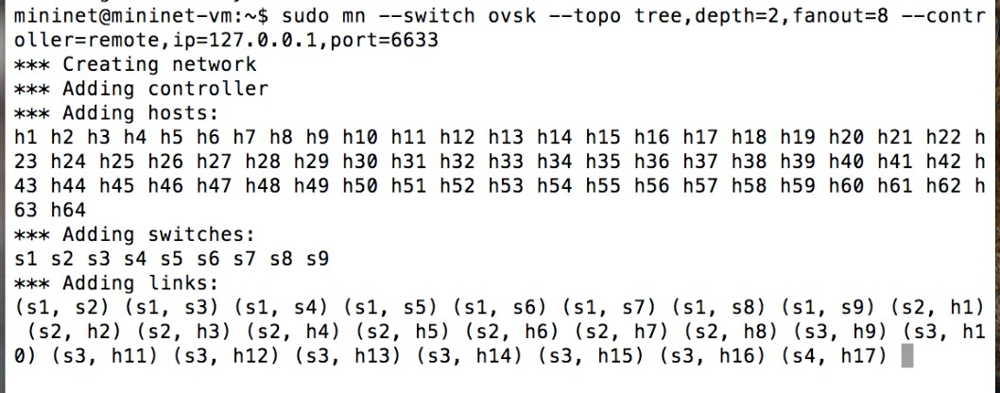 mininet@mininet-vm:~$ sudo mn --switch ovsk --topo tree,depth=2,fanout=8 --contr
oller=remote,ip=127.0.0.1,port=6633
*** Creating network
*** Adding controller
*** Adding hosts:
h1 h2 h3 h4 h5 h6 h7 h8 h9 h10 h11 h12 h13 h14 h15 h16 h17 h18 h19 h20 h21 h22 h
23 h24 h25 h26 h27 h28 h29 h30 h31 h32 h33 h34 h35 h36 h37 h38 h39 h40 h41 h42 h
43 h44 h45 h46 h47 h48 h49 h50 h51 h52 h53 h54 h55 h56 h57 h58 h59 h60 h61 h62 h
63 h64
*** Adding switches:
s1 s2 s3 s4 s5 s6 s7 s8 s9
*** Adding links:
(s1, s2) (s1, s3) (s1, s4) (s1, s5) (s1, s6) (s1, s7) (s1, s8) (s1, s9) (s2, h1)
 (s2, h2) (s2, h3) (s2, h4) (s2, h5) (s2, h6) (s2, h7) (s2, h8) (s3, h9) (s3, h1
0) (s3, h11) (s3, h12) (s3, h13) (s3, h14) (s3, h15) (s3, h16) (s4, h17)